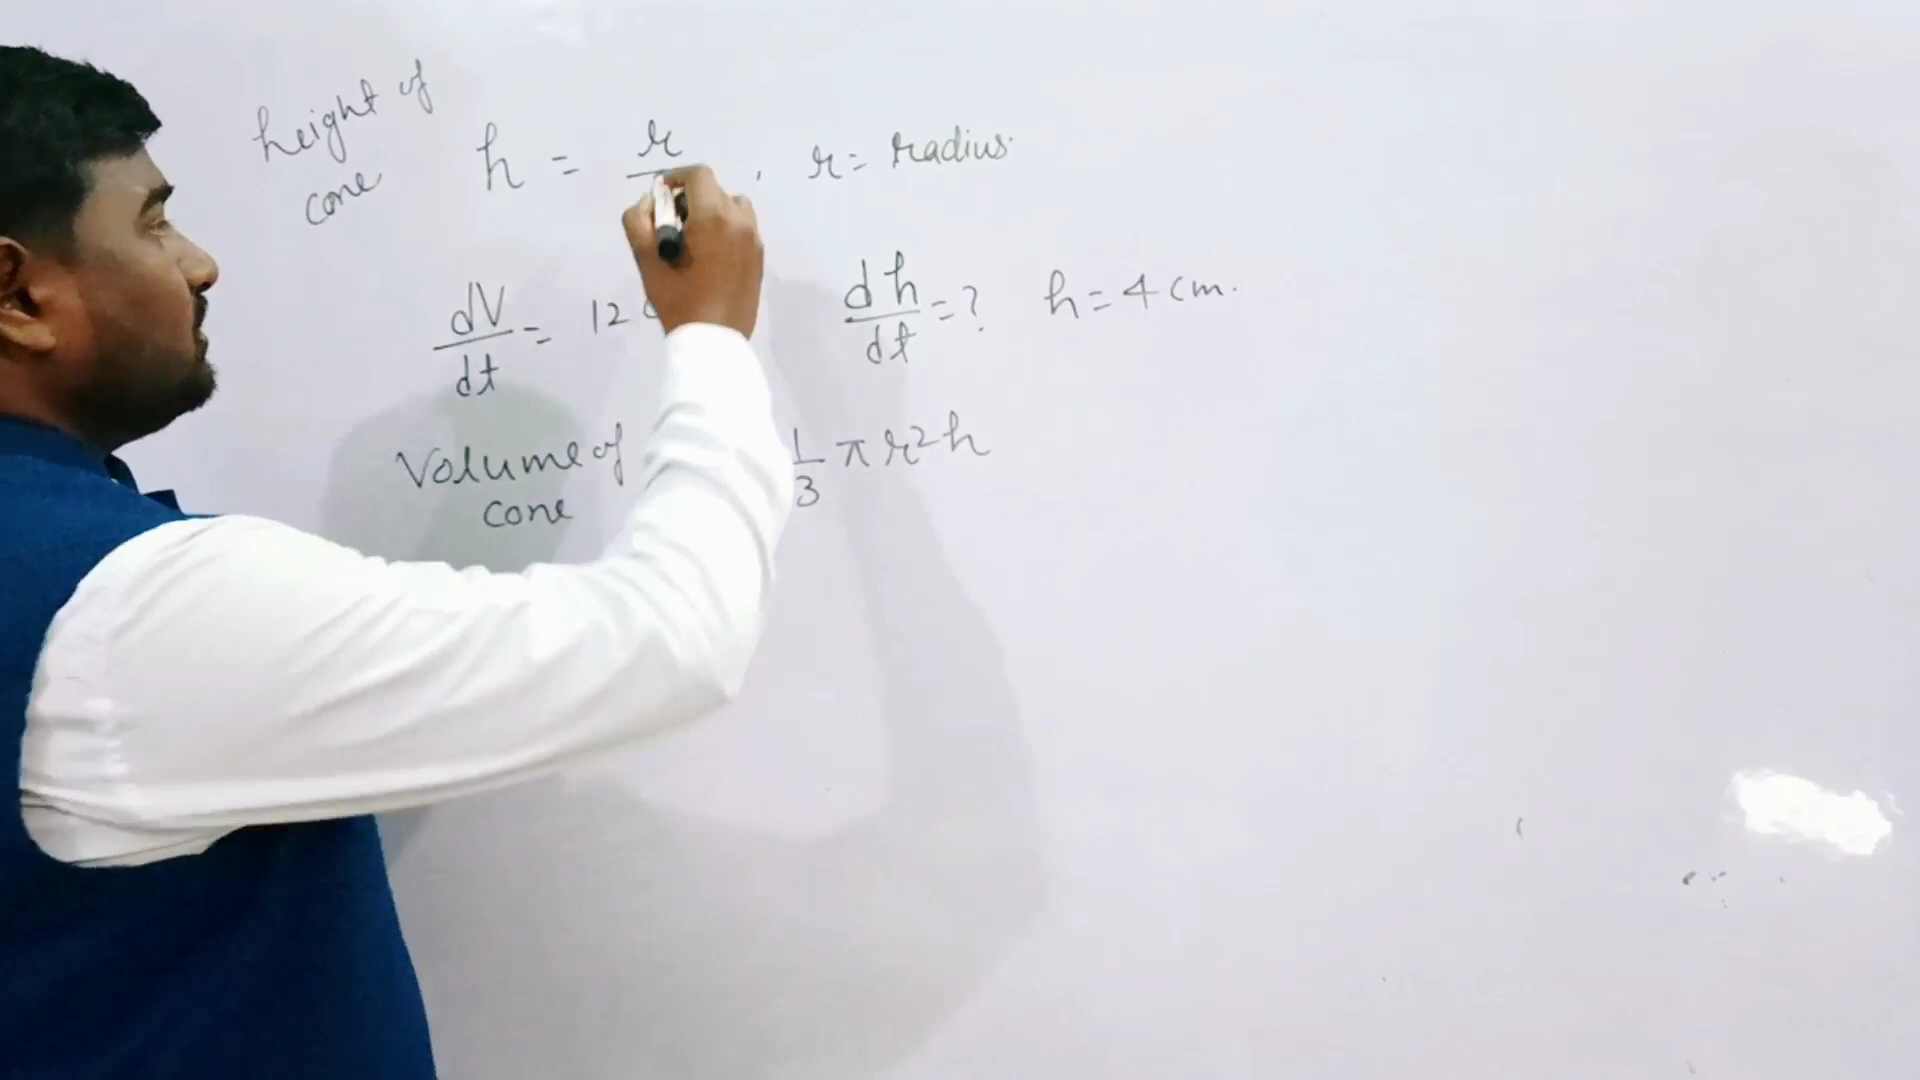 height of
cone
h = r , r = radius.
dV/dt = 12 dh/dt = ? h = 4 cm.
Volume of 1/3 π r² h
cone